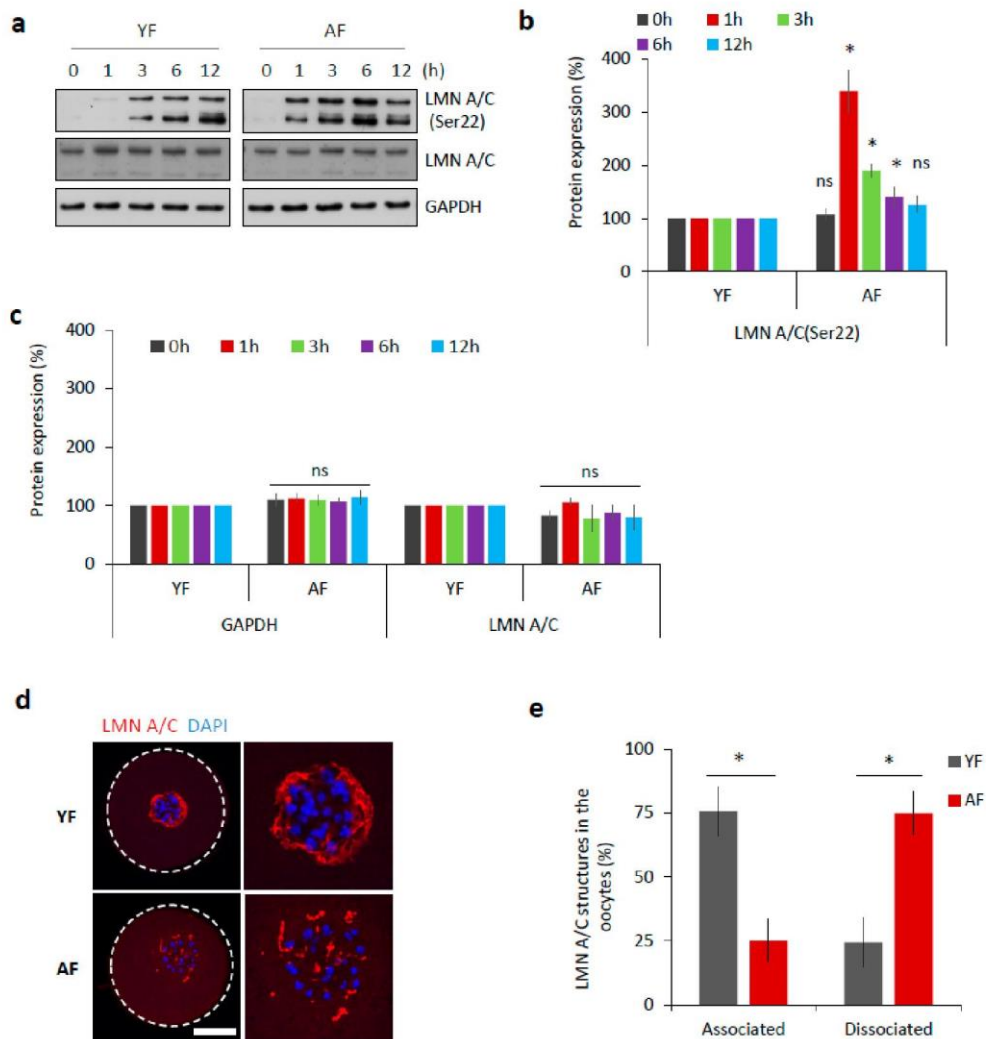 a
YF AF
0 1 3 6 12 0 1 3 6 12 (h)
LMN A/C
(Ser22)
LMN A/C
GAPDH
b
0h 1h 3h
6h 12h
Protein expression (%)
400
300
200
100
0
ns * * * ns
YF AF
LMN A/C(Ser22)
c
Protein expression (%)
400
300
200
100
0
0h 1h 3h 6h 12h
ns ns
YF AF YF AF
GAPDH LMN A/C
d
LMN A/C DAPI
YF
AF
e
LMN A/C structures in the
oocytes (%)
100
75
50
25
0
* *
YF
AF
Associated Dissociated